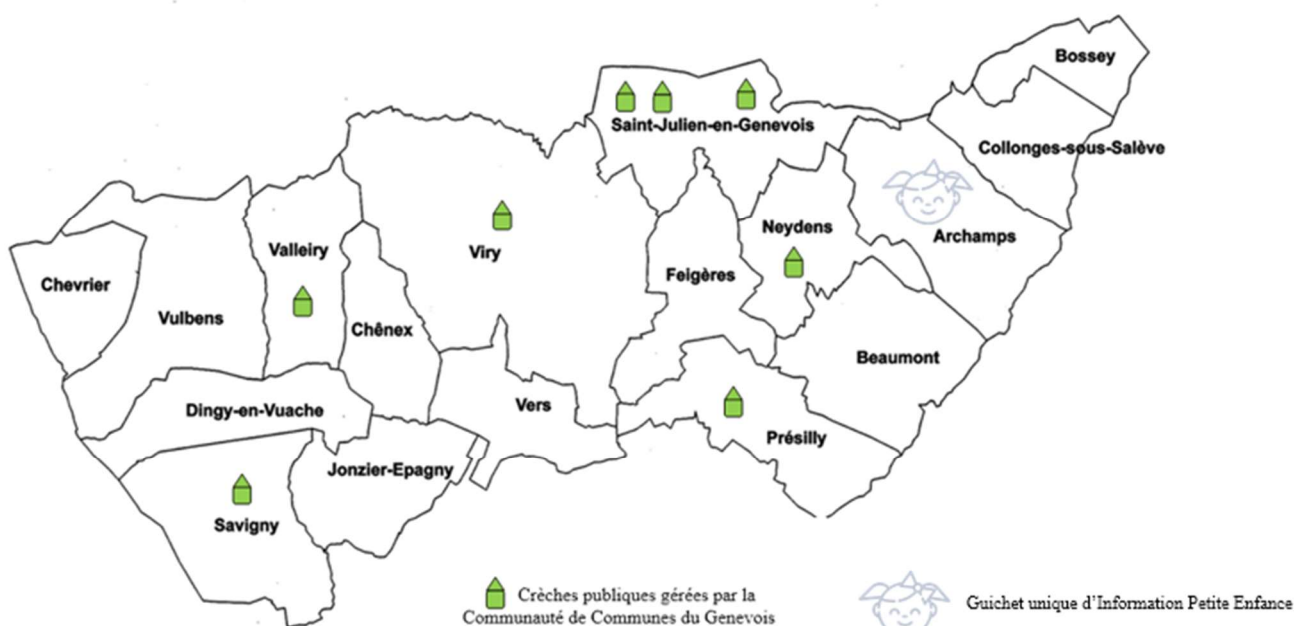 Bossey
Saint-Julien-en-Genevois
Collonges-sous-Salève
Neydens
Archamps
Valleiry
Viry
Feigères
Chevrier
Vulbens
Chênex
Beaumont
Dingy-en-Vuache
Vers
Présilly
Jonzier-Epagny
Savigny
Crèches publiques gérées par la
Communauté de Communes du Genevois
Guichet unique d'Information Petite Enfance